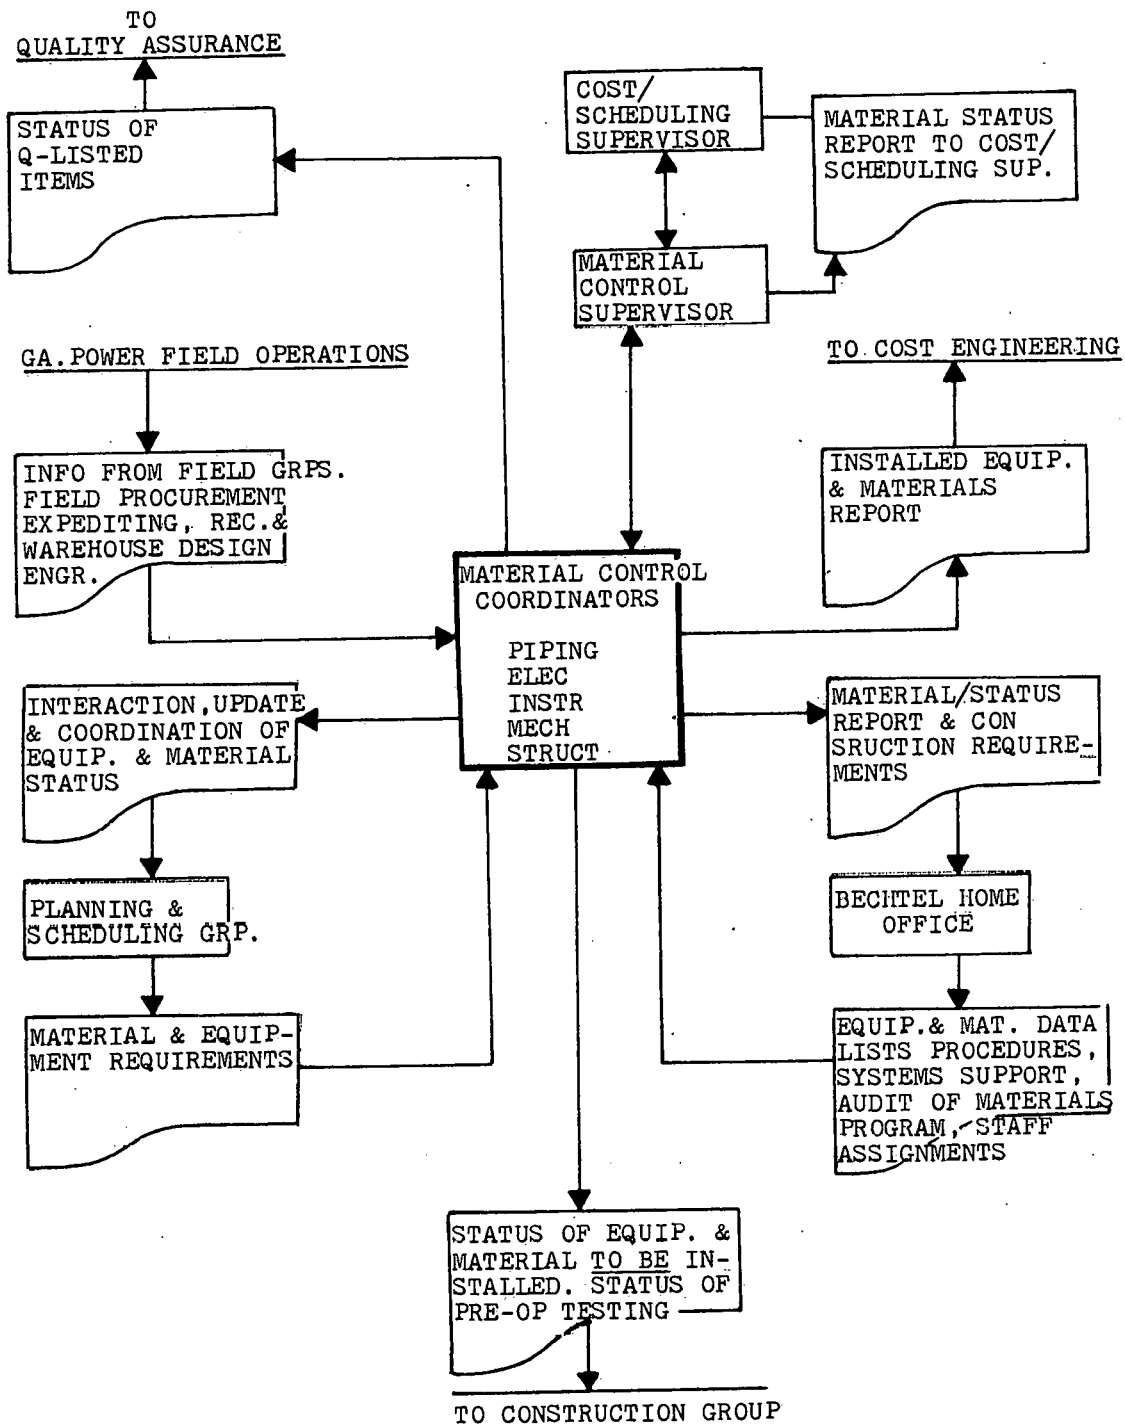 TO
QUALITY ASSURANCE
STATUS OF
Q-LISTED
ITEMS
COST/
SCHEDULING
SUPERVISOR
MATERIAL STATUS
REPORT TO COST/
SCHEDULING SUP.
MATERIAL
CONTROL
SUPERVISOR
GA.POWER FIELD OPERATIONS
TO COST ENGINEERING
INFO FROM FIELD GRPS.
FIELD PROCUREMENT
EXPEDITING, REC.&
WAREHOUSE DESIGN
ENGR.
INSTALLED EQUIP.
& MATERIALS
REPORT
MATERIAL CONTROL
COORDINATORS
PIPING
ELEC
INSTR
MECH
STRUCT
INTERACTION, UPDATE
& COORDINATION OF
EQUIP. & MATERIAL
STATUS
MATERIAL/STATUS
REPORT & CON
SRUCTION REQUIRE-
MENTS
PLANNING &
SCHEDULING GRP.
BECHTEL HOME
OFFICE
MATERIAL & EQUIP-
MENT REQUIREMENTS
EQUIP.& MAT. DATA
LISTS PROCEDURES,
SYSTEMS SUPPORT,
AUDIT OF MATERIALS
PROGRAM, STAFF
ASSIGNMENTS
STATUS OF EQUIP. &
MATERIAL TO BE IN-
STALLED. STATUS OF
PRE-OP TESTING
TO CONSTRUCTION GROUP